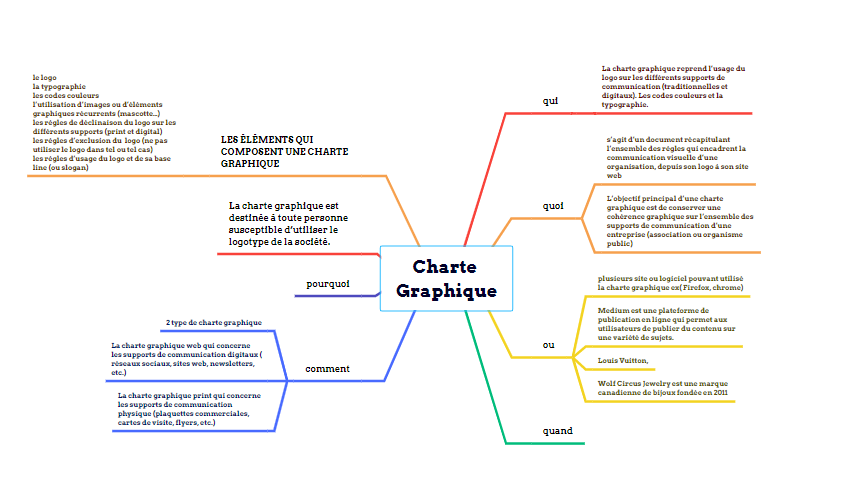 Charte
Graphique
LES ÉLÉMENTS QUI
COMPOSENT UNE CHARTE
GRAPHIQUE
le logo
la typographie
les codes couleurs
l'utilisation d'images ou d'éléments
graphiques récurrents (mascotte...)
les règles de déclinaison du logo sur les
différents supports (print et digital)
les règles d'exclusion du logo (ne pas
utiliser le logo dans tel ou tel cas)
les règles d'usage du logo et de sa base
line (ou slogan)
La charte graphique est
destinée à toute personne
susceptible d'utiliser le
logotype de la société.
pourquoi
comment
2 type de charte graphique
La charte graphique web qui concerne
les supports de communication digitaux (
réseaux sociaux, sites web, newsletters,
etc.)
La charte graphique print qui concerne
les supports de communication
physique (plaquettes commerciales,
cartes de visite, flyers, etc.)
qui
La charte graphique reprend l'usage du
logo sur les différents supports de
communication (traditionnelles et
digitaux). Les codes couleurs et la
typographie.
quoi
s'agit d'un document récapitulant
l'ensemble des règles qui encadrent la
communication visuelle d'une
organisation, depuis son logo à son site
web
L'objectif principal d'une charte
graphique est de conserver une
cohérence graphique sur l'ensemble des
supports de communication d'une
entreprise (association ou organisme
public)
ou
plusieurs site ou logiciel pouvant utilisé
la charte graphique ex( Firefox, chrome)
Medium est une plateforme de
publication en ligne qui permet aux
utilisateurs de publier du contenu sur
une variété de sujets.
Louis Vuitton,
Wolf Circus Jewelry est une marque
canadienne de bijoux fondée en 2011
quand